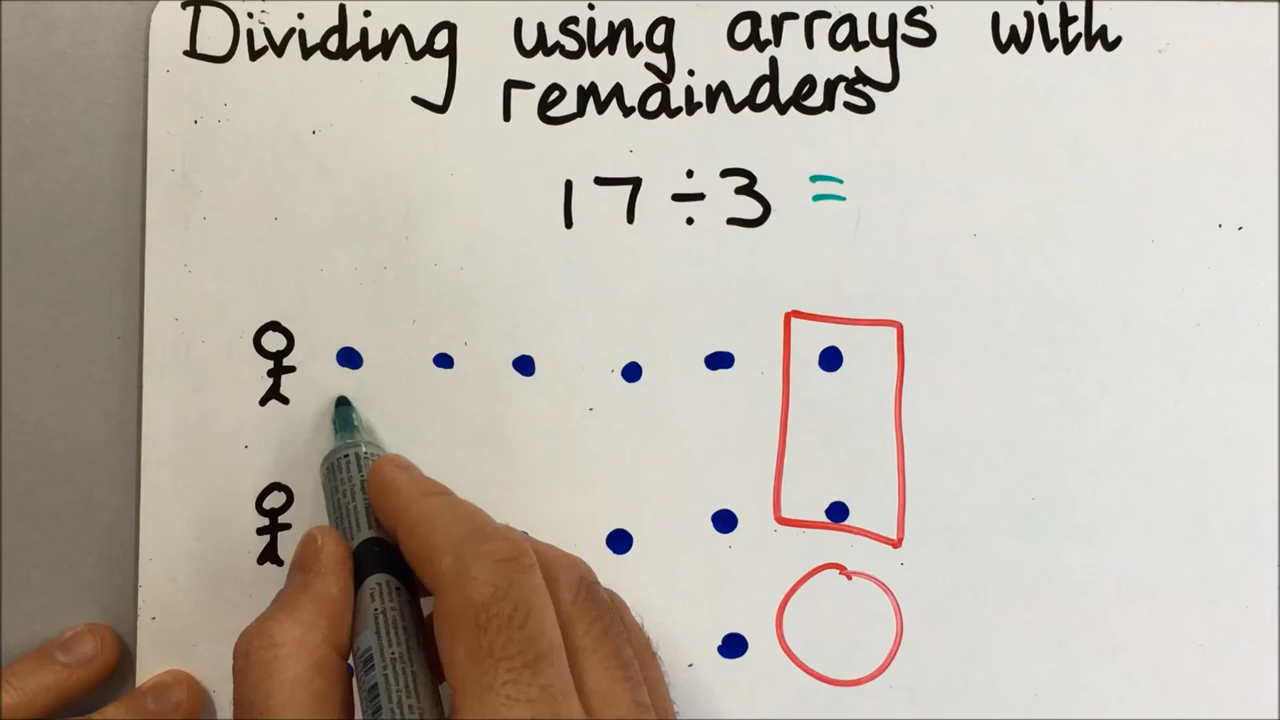 Dividing using arrays with
remainders
17÷3 =